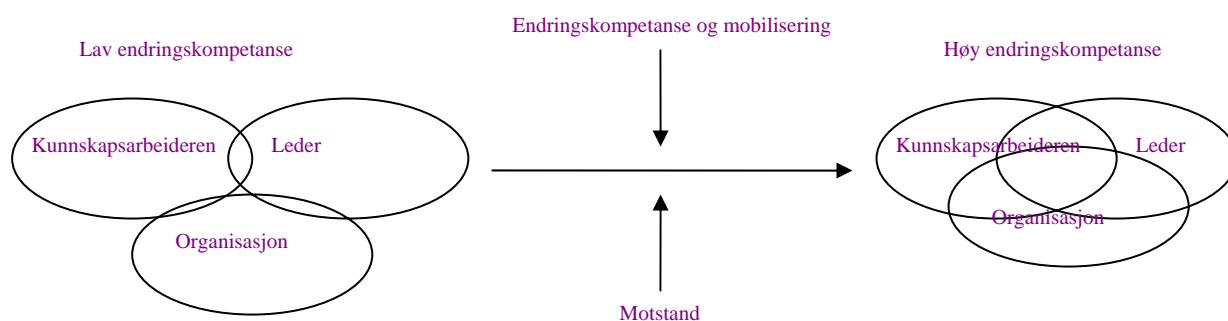 Endringskompetanse og mobilisering
Lav endringskompetanse
Høy endringskompetanse
Kunnskapsarbeideren
Leder
Kunnskapsarbeideren
Leder
Organisasjon
Organisasjon
Motstand